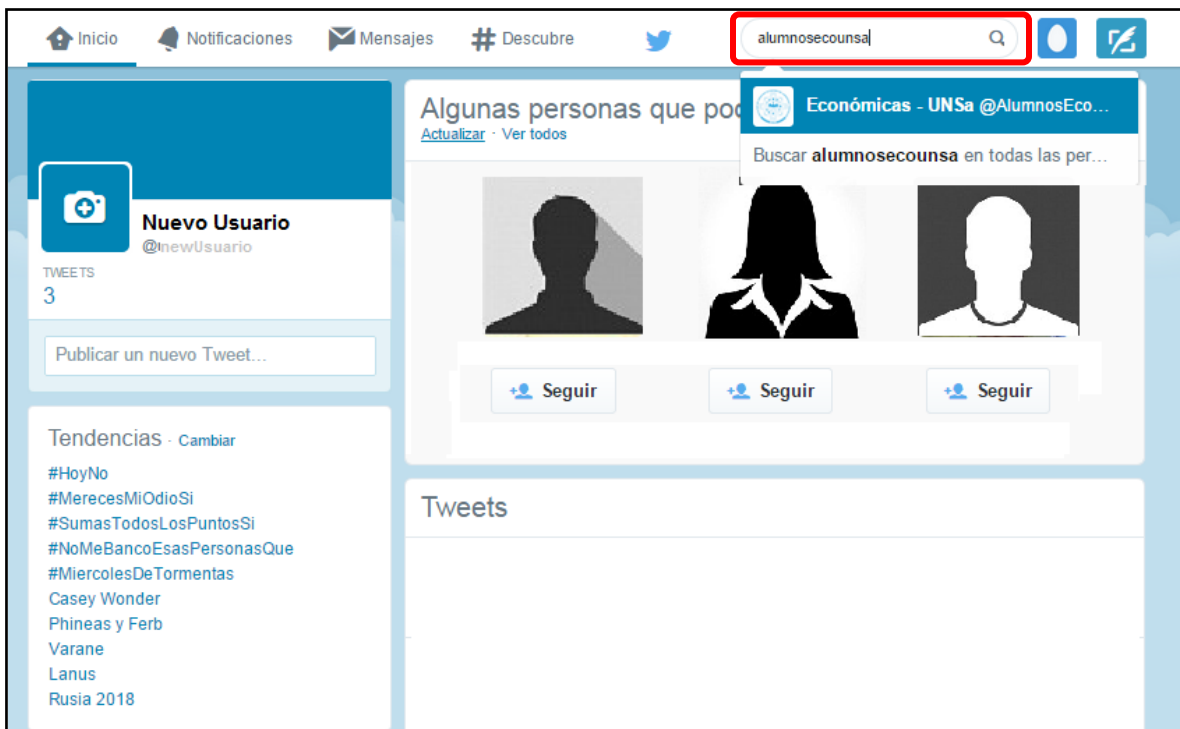 Inicio
Notificaciones
Mensajes
# Descubre
alumnosecounsa
Económicas - UNSa @AlumnosEco...
Buscar alumnosecounsa en todas las per...
Nuevo Usuario
@newUsuario
TWEETS
3
Publicar un nuevo Tweet...
Tendencias · Cambiar
#HoyNo
#MerecesMiOdioSi
#SumasTodosLosPuntosSi
#NoMeBancoEsasPersonasQue
#MiercolesDeTormentas
Casey Wonder
Phineas y Ferb
Varane
Lanus
Rusia 2018
Algunas personas que pod
Actualizar · Ver todos
Seguir
Seguir
Seguir
Tweets